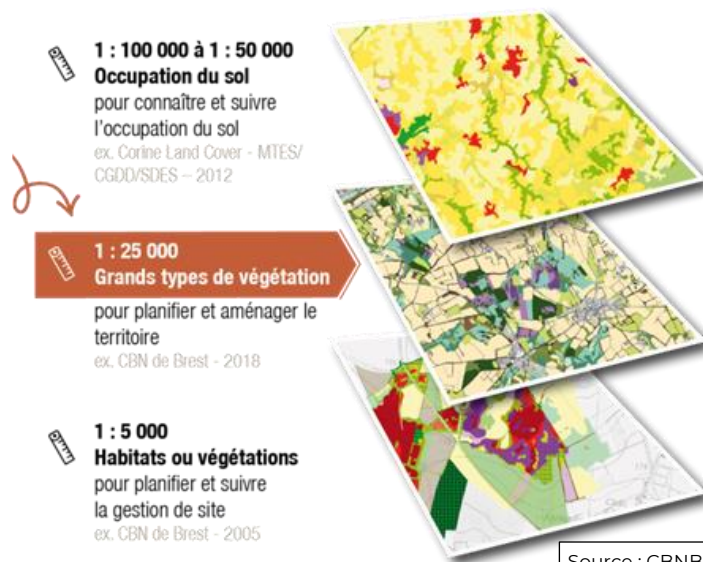 1 : 100 000 à 1 : 50 000
Occupation du sol
pour connaître et suivre
l'occupation du sol
ex. Corine Land Cover - MTES/
CGDD/SDES – 2012
1 : 25 000
Grands types de végétation
pour planifier et aménager le
territoire
ex. CBN de Brest - 2018
1 : 5 000
Habitats ou végétations
pour planifier et suivre
la gestion de site
ex. CBN de Brest - 2005
Source : CBNB